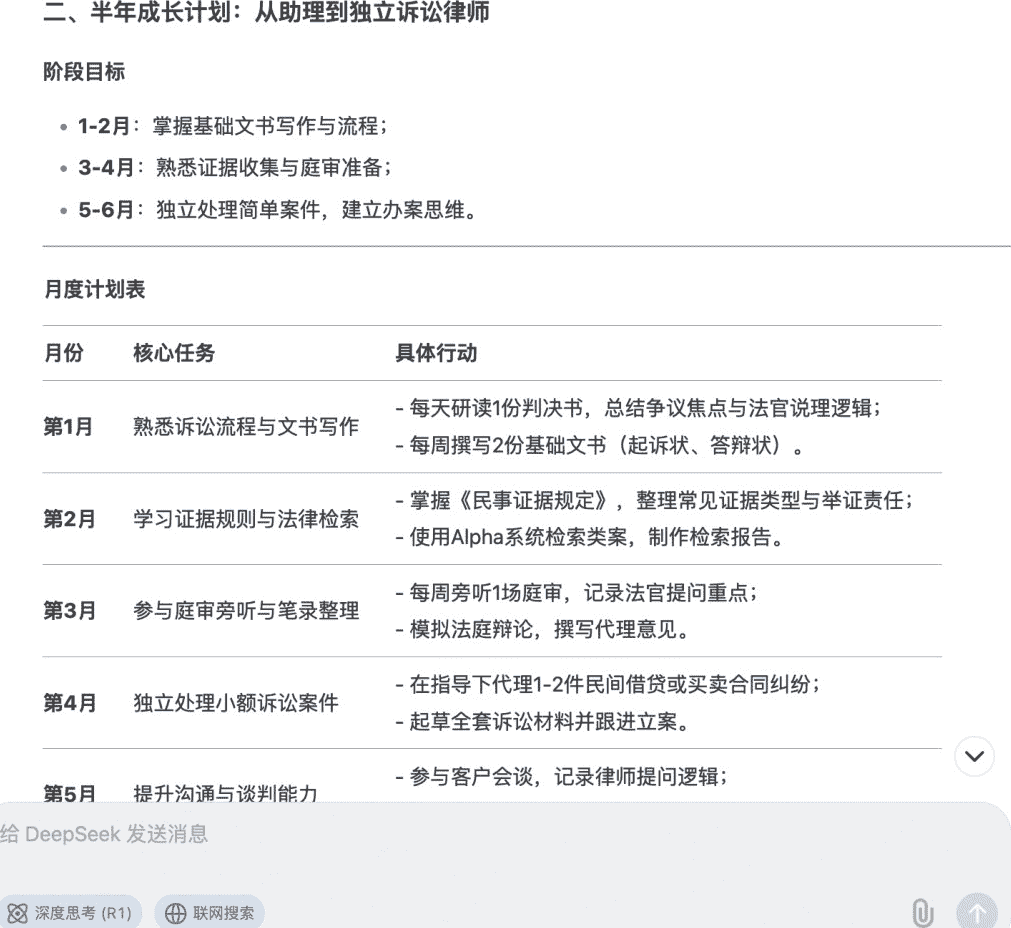 二、半年成长计划：从助理到独立诉讼律师
阶段目标
• 1-2月：掌握基础文书写作与流程；
• 3-4月：熟悉证据收集与庭审准备；
• 5-6月：独立处理简单案件，建立办案思维。
月度计划表
月份 核心任务 具体行动
第1月 熟悉诉讼流程与文书写作 - 每天研读1份判决书，总结争议焦点与法官说理逻辑；
- 每周撰写2份基础文书（起诉状、答辩状）。
第2月 学习证据规则与法律检索 - 掌握《民事证据规定》，整理常见证据类型与举证责任；
- 使用Alpha系统检索类案，制作检索报告。
第3月 参与庭审旁听与笔录整理 - 每周旁听1场庭审，记录法官提问重点；
- 模拟法庭辩论，撰写代理意见。
第4月 独立处理小额诉讼案件 - 在指导下代理1-2件民间借贷或买卖合同纠纷；
- 起草全套诉讼材料并跟进立案。
第5月 提升沟通与谈判能力 - 参与客户会谈，记录律师提问逻辑；
给 DeepSeek 发送消息
深度思考 (R1) 联网搜索